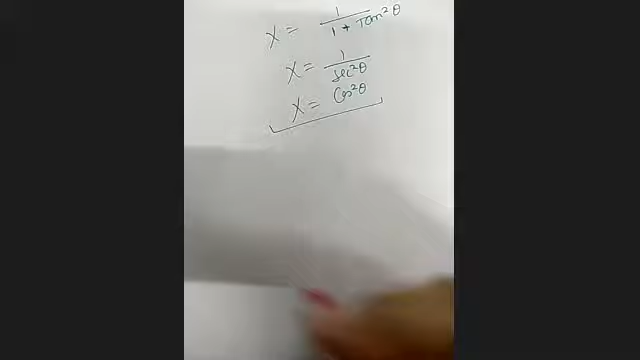 X = 1 / 1 + Tan²θ
X = 1 / sec²θ
X = Cos²θ